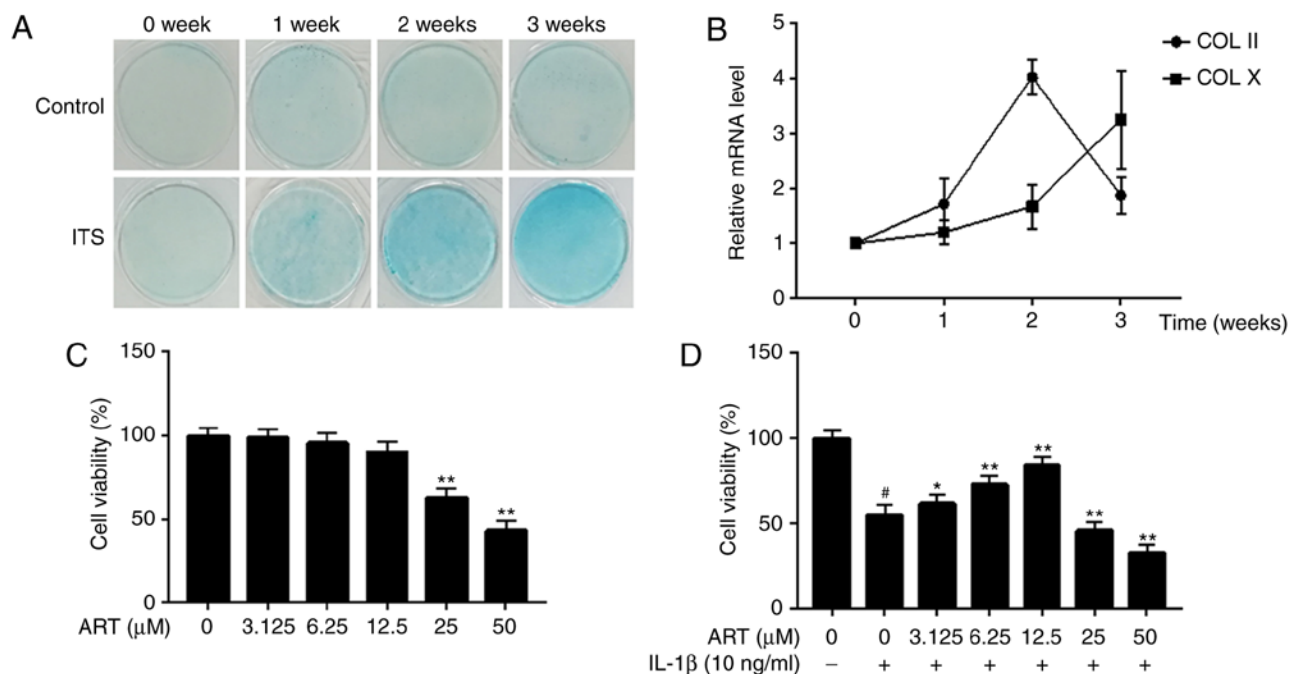 A
0 week 1 week 2 weeks 3 weeks
Control
ITS
B
COL II
COL X
Relative mRNA level
5
4
3
2
1
0
0 1 2 3 Time (weeks)
C
Cell viability (%)
150
100
50
0
** **
ART (μM) 0 3.125 6.25 12.5 25 50
D
Cell viability (%)
150
100
50
0
# * ** ** ** **
ART (μM) 0 0 3.125 6.25 12.5 25 50
IL-1β (10 ng/ml) – + + + + + +